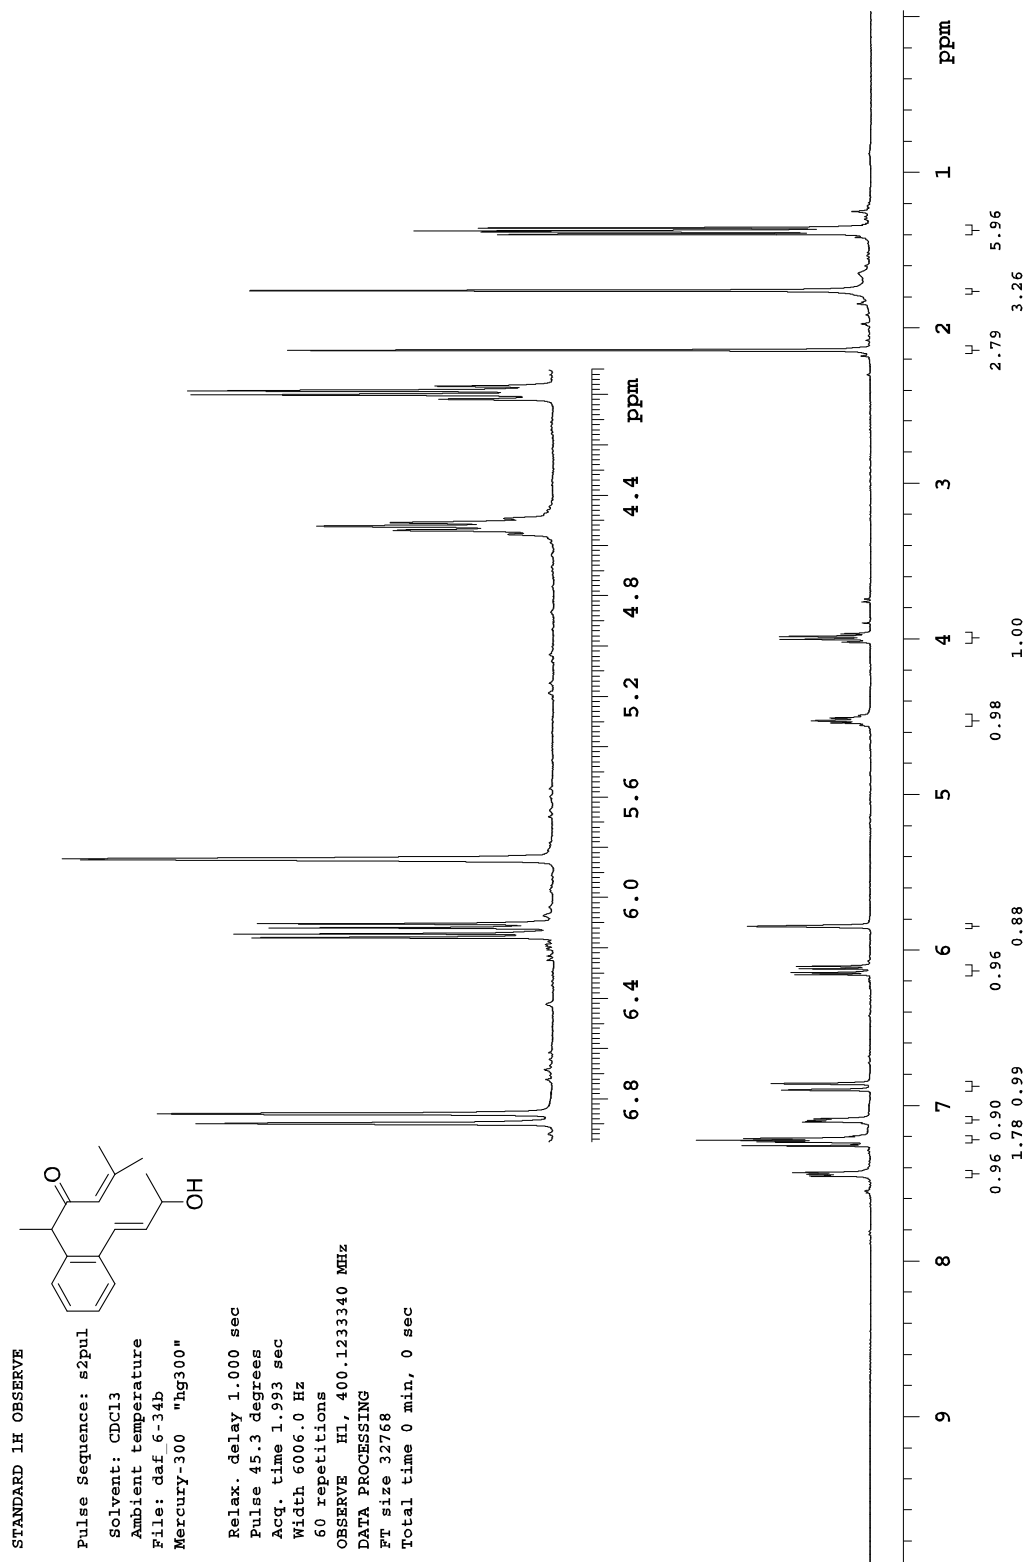 STANDARD 1H OBSERVE
Pulse Sequence: s2pul
Solvent: CDCl3
Ambient temperature
File: daf_6-34b
Mercury-300 "hg300"
Relax. delay 1.000 sec
Pulse 45.3 degrees
Acq. time 1.993 sec
Width 6006.0 Hz
60 repetitions
OBSERVE H1, 400.1233340 MHz
DATA PROCESSING
FT size 32768
Total time 0 min, 0 sec
O
OH
6.8 6.4 6.0 5.6 5.2 4.8 4.4 ppm
9 8 7 6 5 4 3 2 1 ppm
0.96 0.90 0.96 0.98 2.79 5.96
1.78 0.99 0.88 1.00 3.26